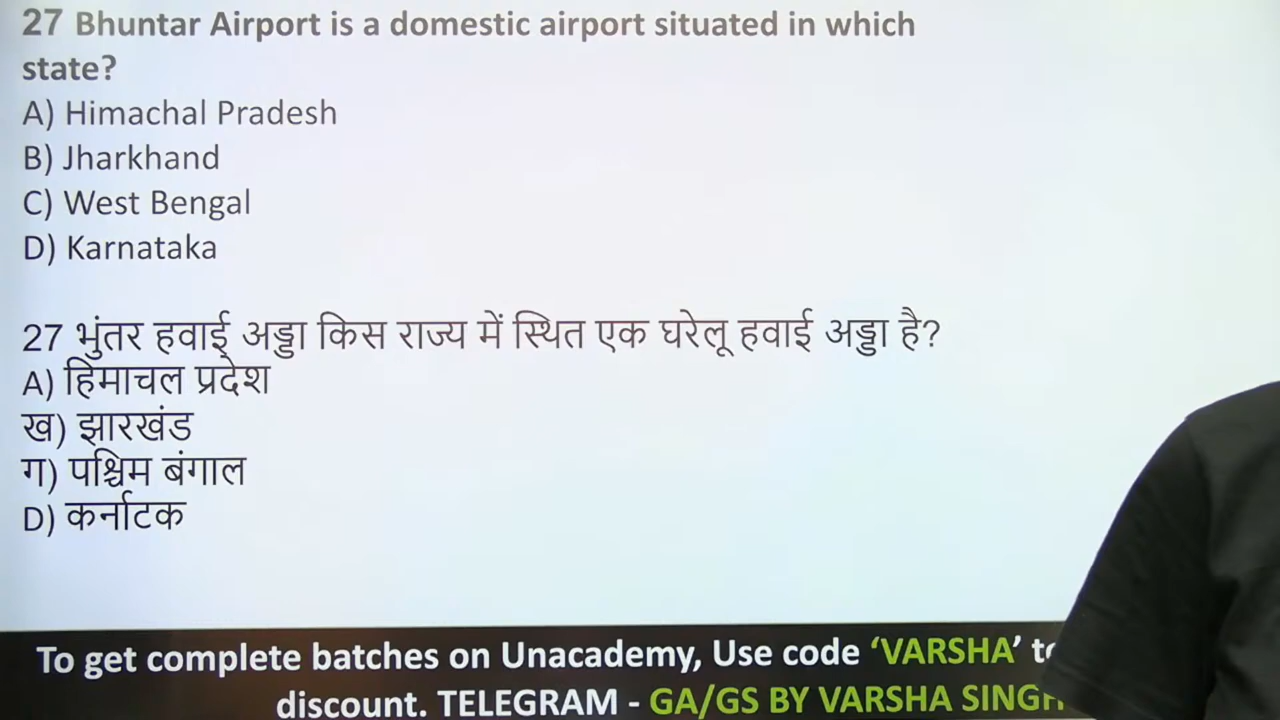 27 Bhuntar Airport is a domestic airport situated in which
state?
A) Himachal Pradesh
B) Jharkhand
C) West Bengal
D) Karnataka
27 भुंतर हवाई अड्डा किस राज्य में स्थित एक घरेलू हवाई अड्डा है?
A) हिमाचल प्रदेश
ख) झारखंड
ग) पश्चिम बंगाल
D) कर्नाटक
To get complete batches on Unacademy, Use code ‘VARSHA’
discount. TELEGRAM - GA/GS BY VARSHA SINGH